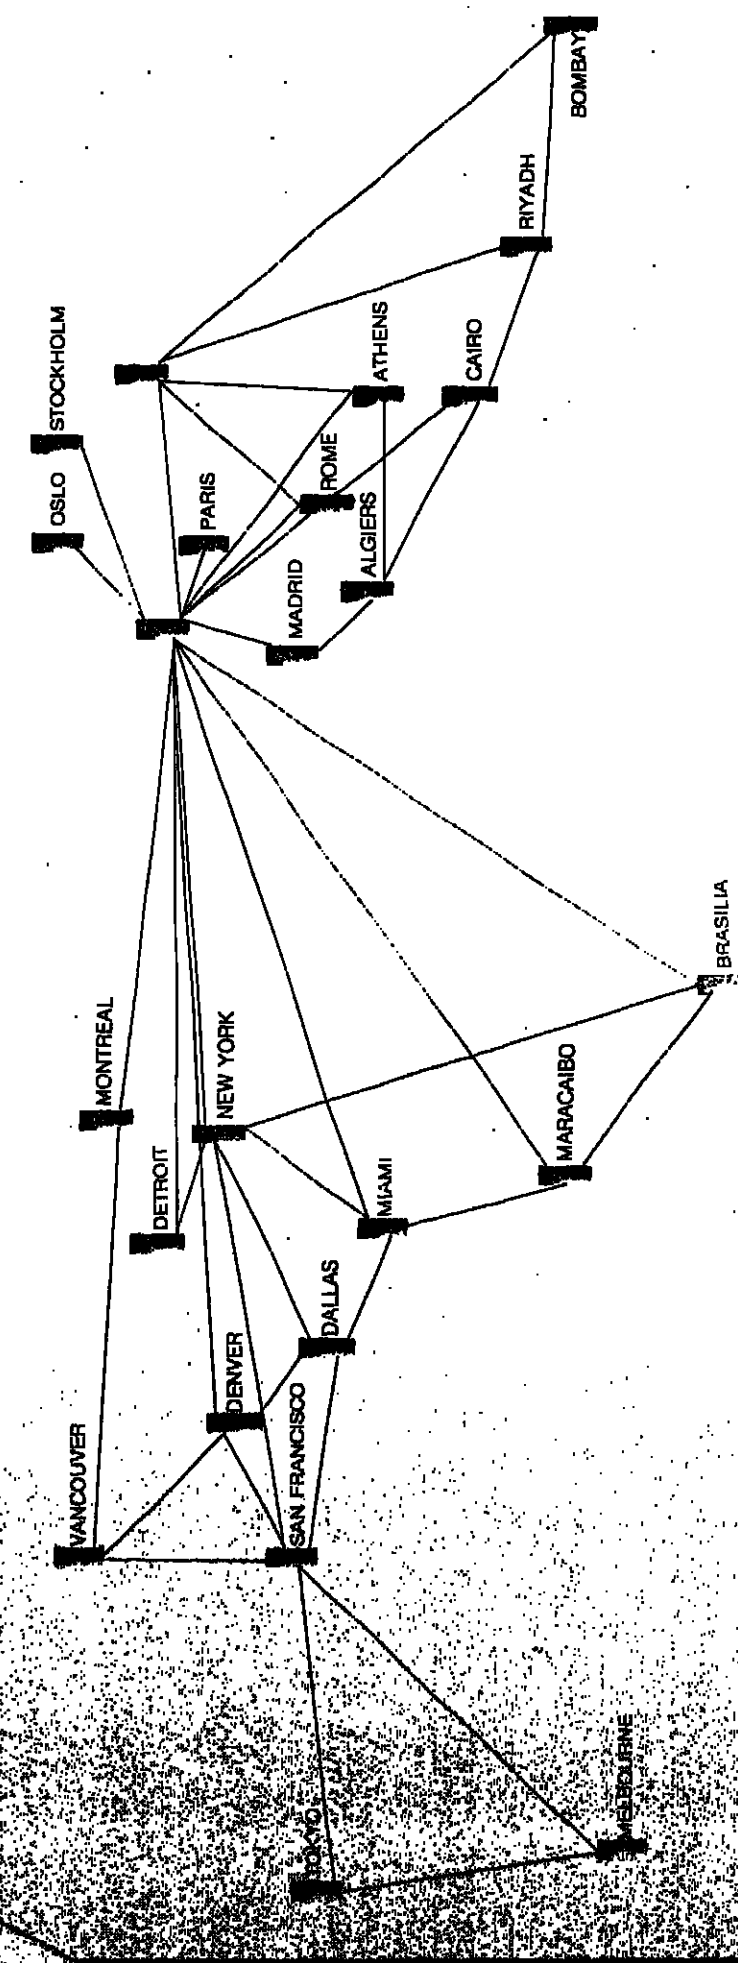 STOCKHOLM
OSLO
BOMBAY
RIYADH
ATHENS
CAIRO
PARIS
ROME
ALGIERS
MADRID
MONTREAL
NEW YORK
DETROIT
BRASILIA
MARACAIBO
MIAMI
DALLAS
DENVER
VANCOUVER
SAN FRANCISCO
TOKYO
MELBOURNE